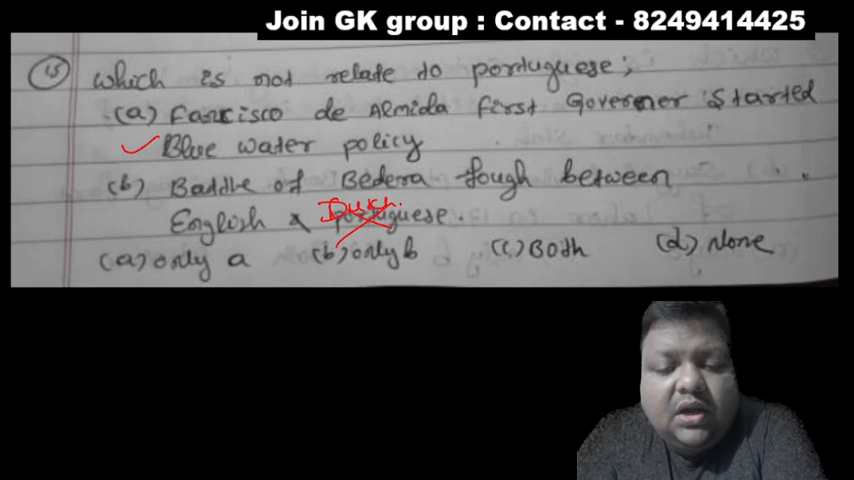 Join GK group : Contact - 8249414425
(15) which is not relate to portuguese;
(a) Farcisco de Almida first Governer Started
Blue water policy
(b) Battle of Bedera fough between
Duch.
English & portuguese.
(a) only a (b) only b (c) Both (d) None